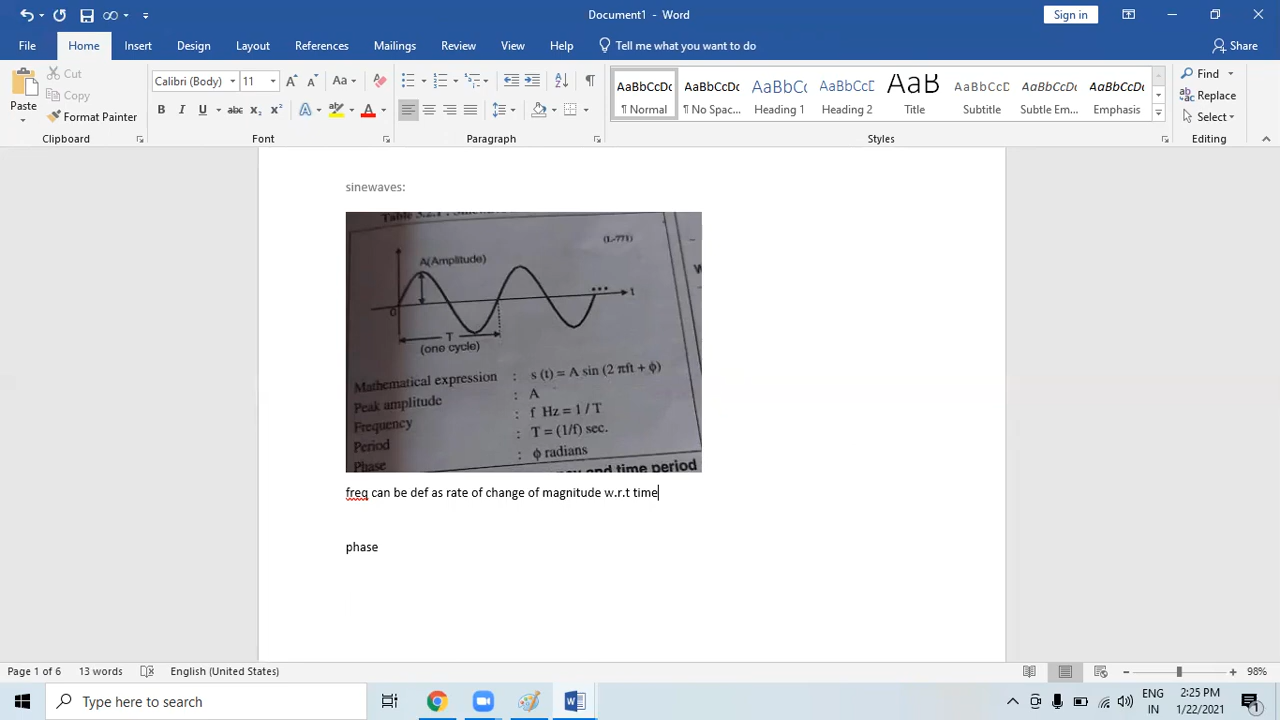 Document1 - Word
Sign in
File Home Insert Design Layout References Mailings Review View Help Tell me what you want to do Share
Paste
Cut
Copy
Format Painter
Clipboard
Calibri (Body) 11
Font
Paragraph
AaBbCcDc AaBbCcDc AaBbCc AaBbCcD AaB AaBbCcD AaBbCcDc AaBbCcDc
¶ Normal ¶ No Spac... Heading 1 Heading 2 Title Subtitle Subtle Em... Emphasis
Styles
Find
Replace
Select
Editing
sinewaves:
(L-771)
A(Amplitude)
0
t
T
(one cycle)
Mathematical expression : s (t) = A sin (2 πft + ϕ)
Peak amplitude : A
Frequency : f Hz = 1 / T
Period : T = (1/f) sec.
Phase : ϕ radians
and time period
freq can be def as rate of change of magnitude w.r.t time
phase
Page 1 of 6 13 words English (United States) 98%
Type here to search
ENG
IN
2:25 PM
1/22/2021